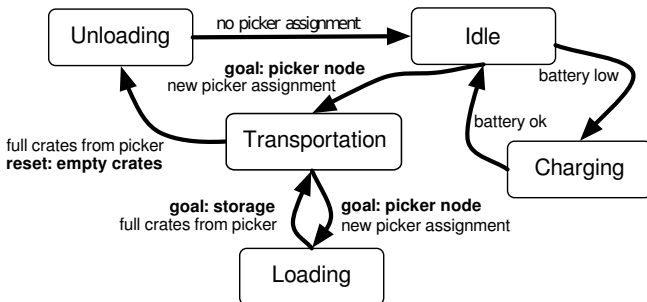 Unloading
no picker assignment
Idle
goal: picker node
new picker assignment
battery low
battery ok
full crates from picker
reset: empty crates
Transportation
Charging
goal: storage
full crates from picker
goal: picker node
new picker assignment
Loading